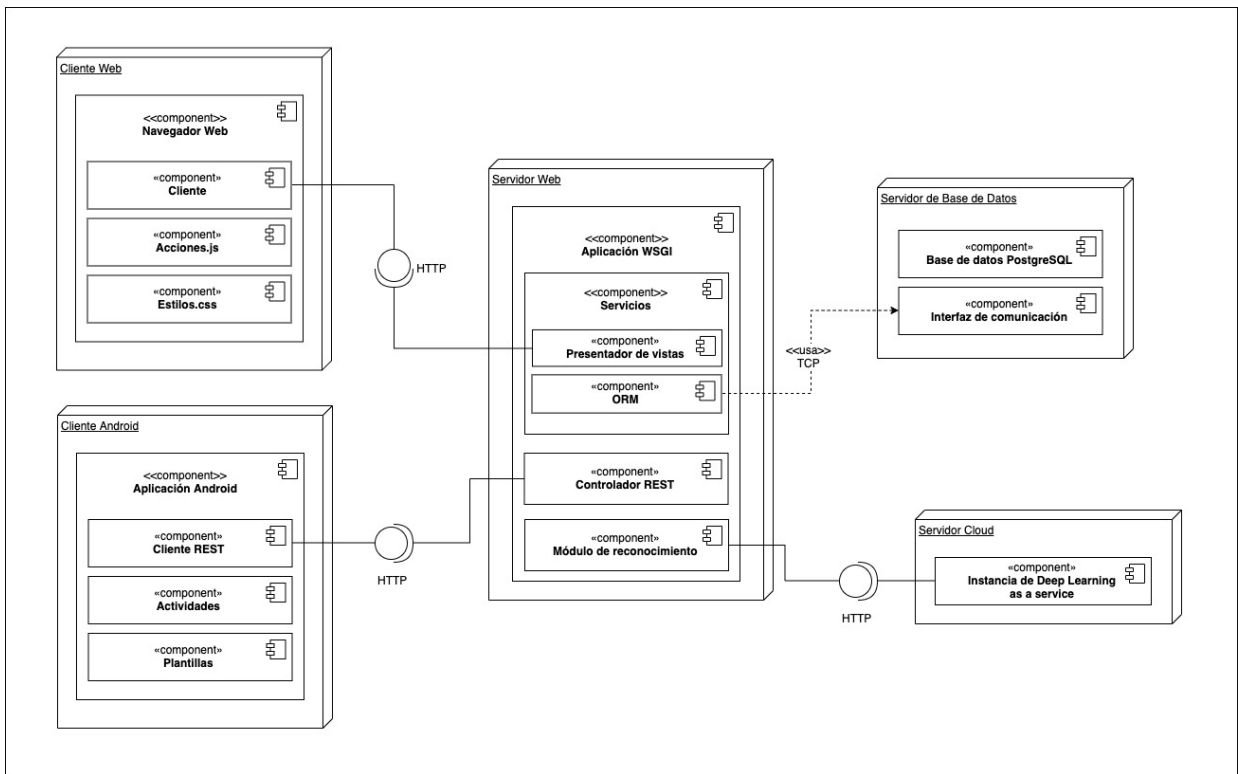 Cliente Web
<<component>>
Navegador Web
«component»
Cliente
«component»
Acciones.js
«component»
Estilos.css
HTTP
Cliente Android
<<component>>
Aplicación Android
«component»
Cliente REST
«component»
Actividades
«component»
Plantillas
HTTP
Servidor Web
<<component>>
Aplicación WSGI
<<component>>
Servicios
«component»
Presentador de vistas
«component»
ORM
«component»
Controlador REST
«component»
Módulo de reconocimiento
<<usa>>
TCP
Servidor de Base de Datos
«component»
Base de datos PostgreSQL
«component»
Interfaz de comunicación
HTTP
Servidor Cloud
«component»
Instancia de Deep Learning
as a service